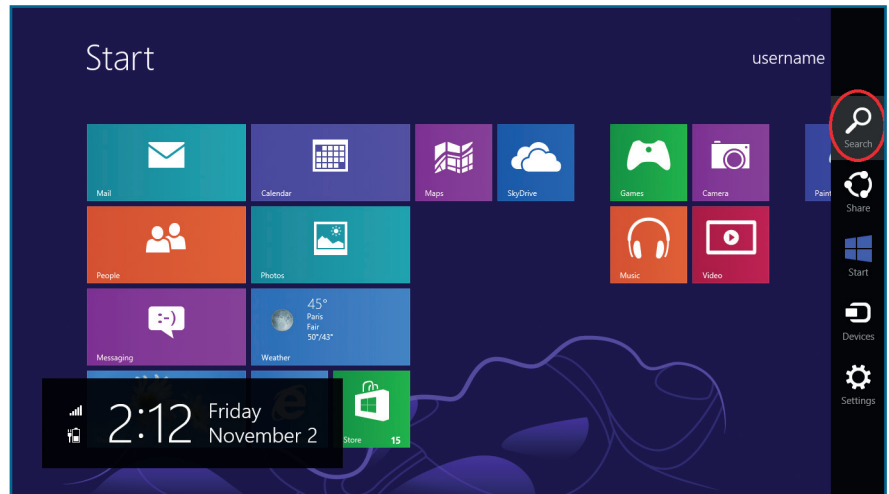 Start
username
Mail
Calendar
Maps
SkyDrive
Games
Camera
Paint
People
Photos
Music
Video
Messaging
45°
Paris
Fair
50°/43°
Weather
Store
15
2:12
Friday
November 2
Search
Share
Start
Devices
Settings